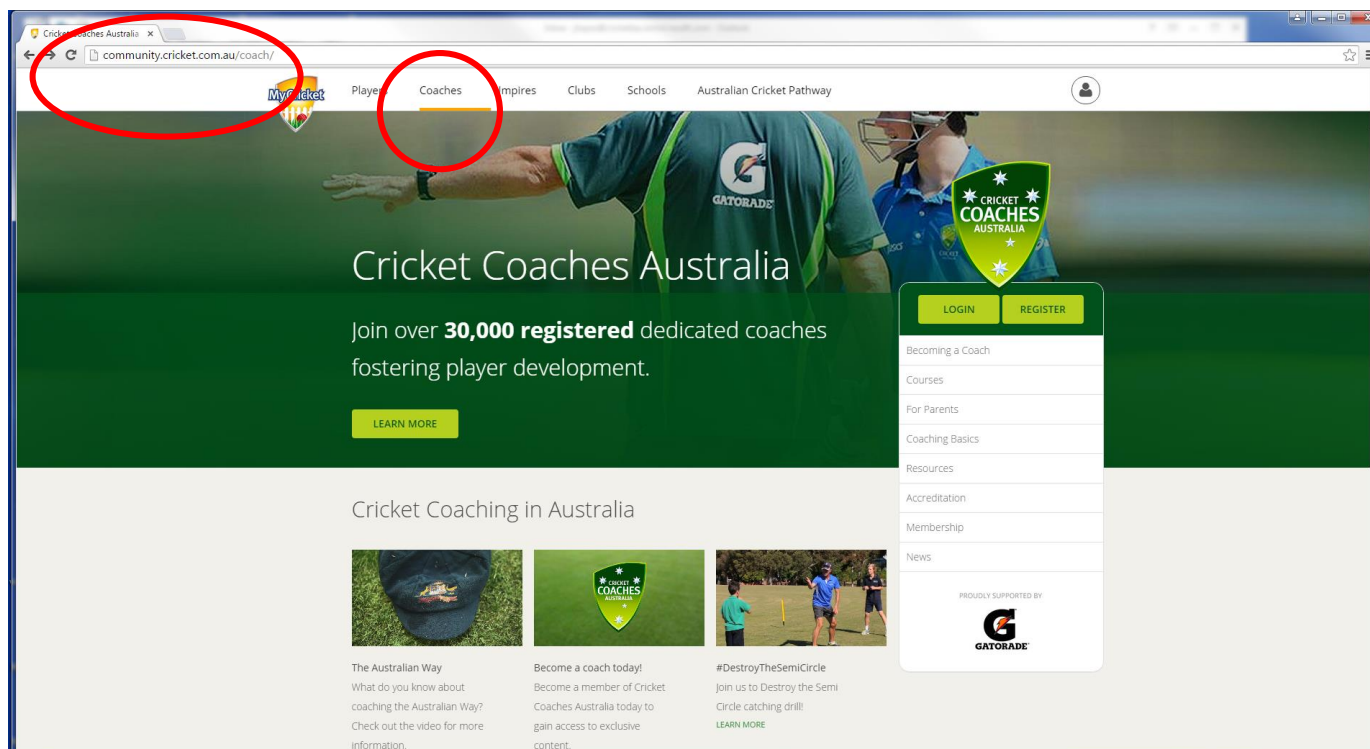 Cricket Coaches Australia
community.cricket.com.au/coach/
MyCricket
Players Coaches Umpires Clubs Schools Australian Cricket Pathway
G
GATORADE
asics
CRICKET
COACHES
AUSTRALIA
Cricket Coaches Australia
Join over 30,000 registered dedicated coaches
fostering player development.
LEARN MORE
LOGIN REGISTER
Becoming a Coach
Courses
For Parents
Coaching Basics
Resources
Accreditation
Membership
News
PROUDLY SUPPORTED BY
G
GATORADE
Cricket Coaching in Australia
CRICKET
COACHES
AUSTRALIA
The Australian Way
What do you know about
coaching the Australian Way?
Check out the video for more
information.
Become a coach today!
Become a member of Cricket
Coaches Australia today to
gain access to exclusive
content.
#DestroyTheSemiCircle
Join us to Destroy the Semi
Circle catching drill!
LEARN MORE